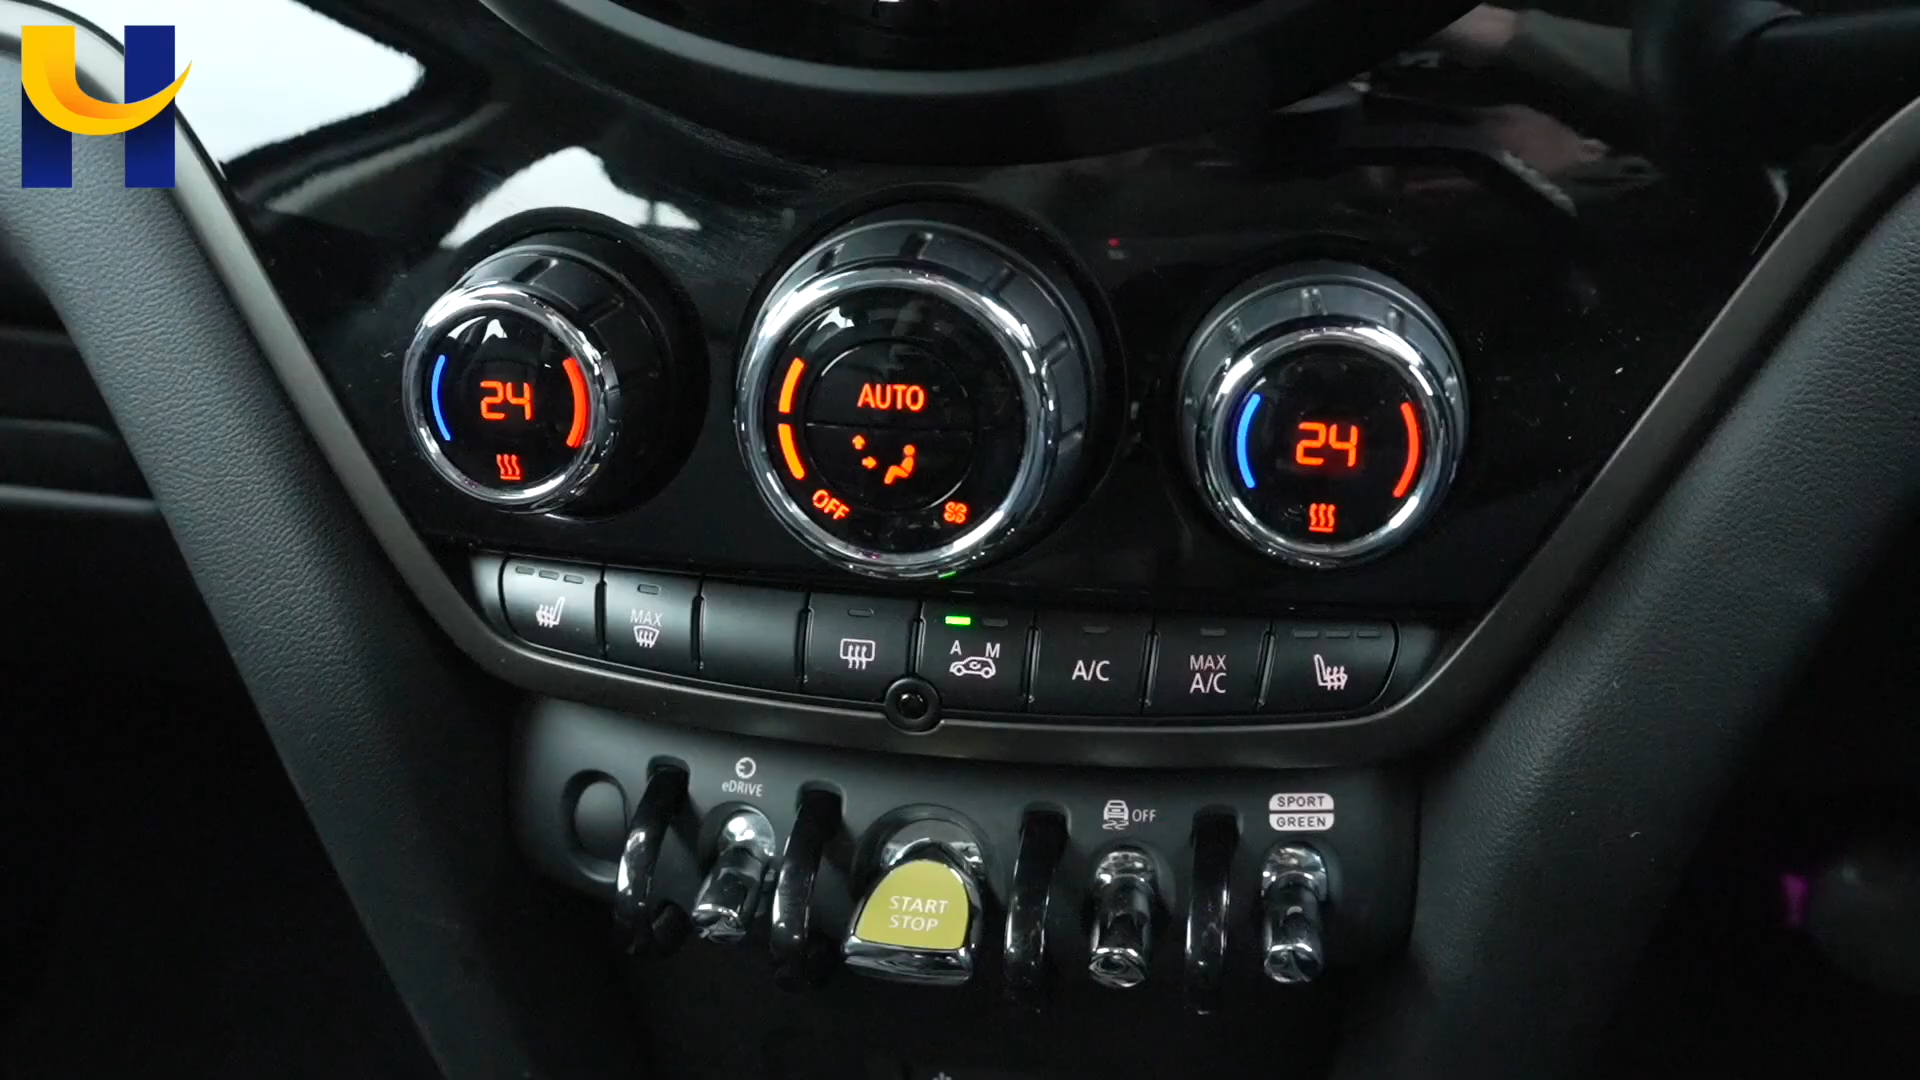 24
AUTO
OFF
24
MAX
A M
A/C
MAX
A/C
eDRIVE
OFF
SPORT
GREEN
START
STOP